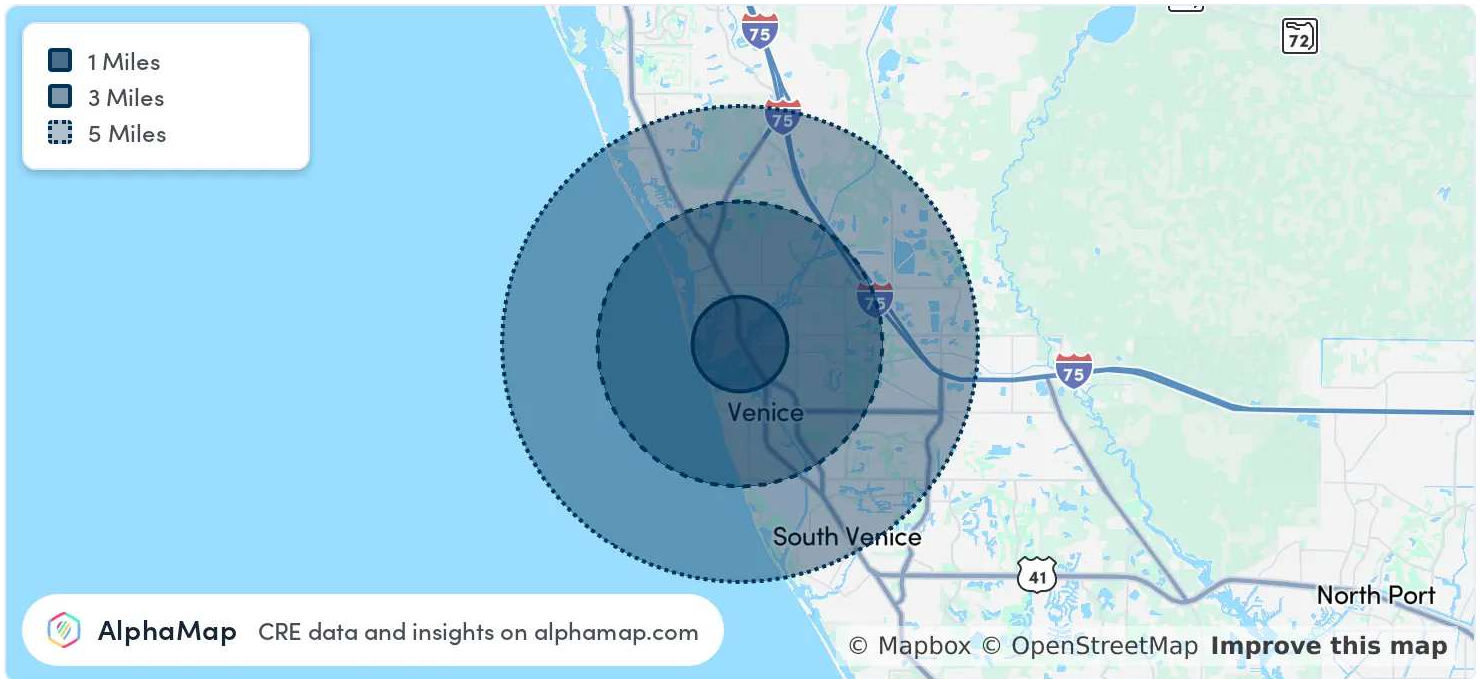 1 Miles
3 Miles
5 Miles
75
72
75
75
75
Venice
South Venice
41
North Port
AlphaMap CRE data and insights on alphamap.com
© Mapbox © OpenStreetMap Improve this map